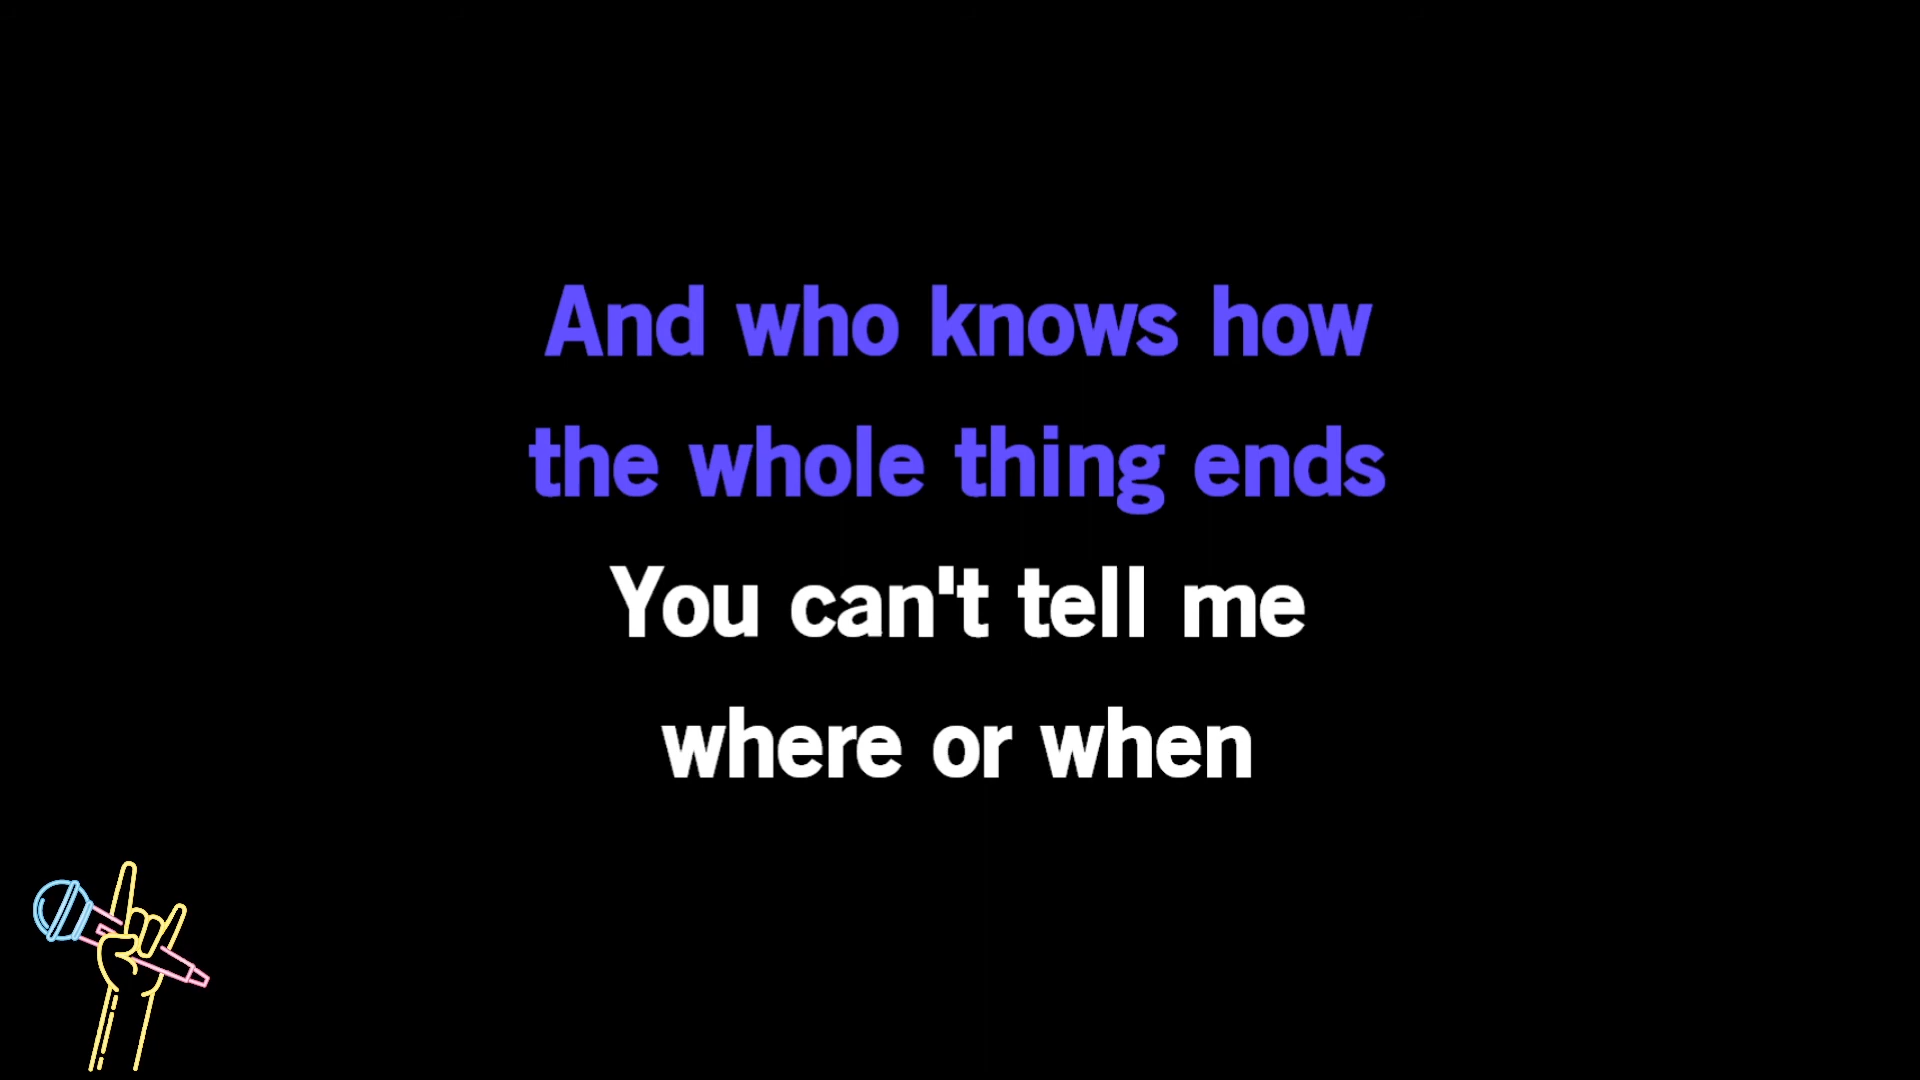 And who knows how
the whole thing ends
You can't tell me
where or when